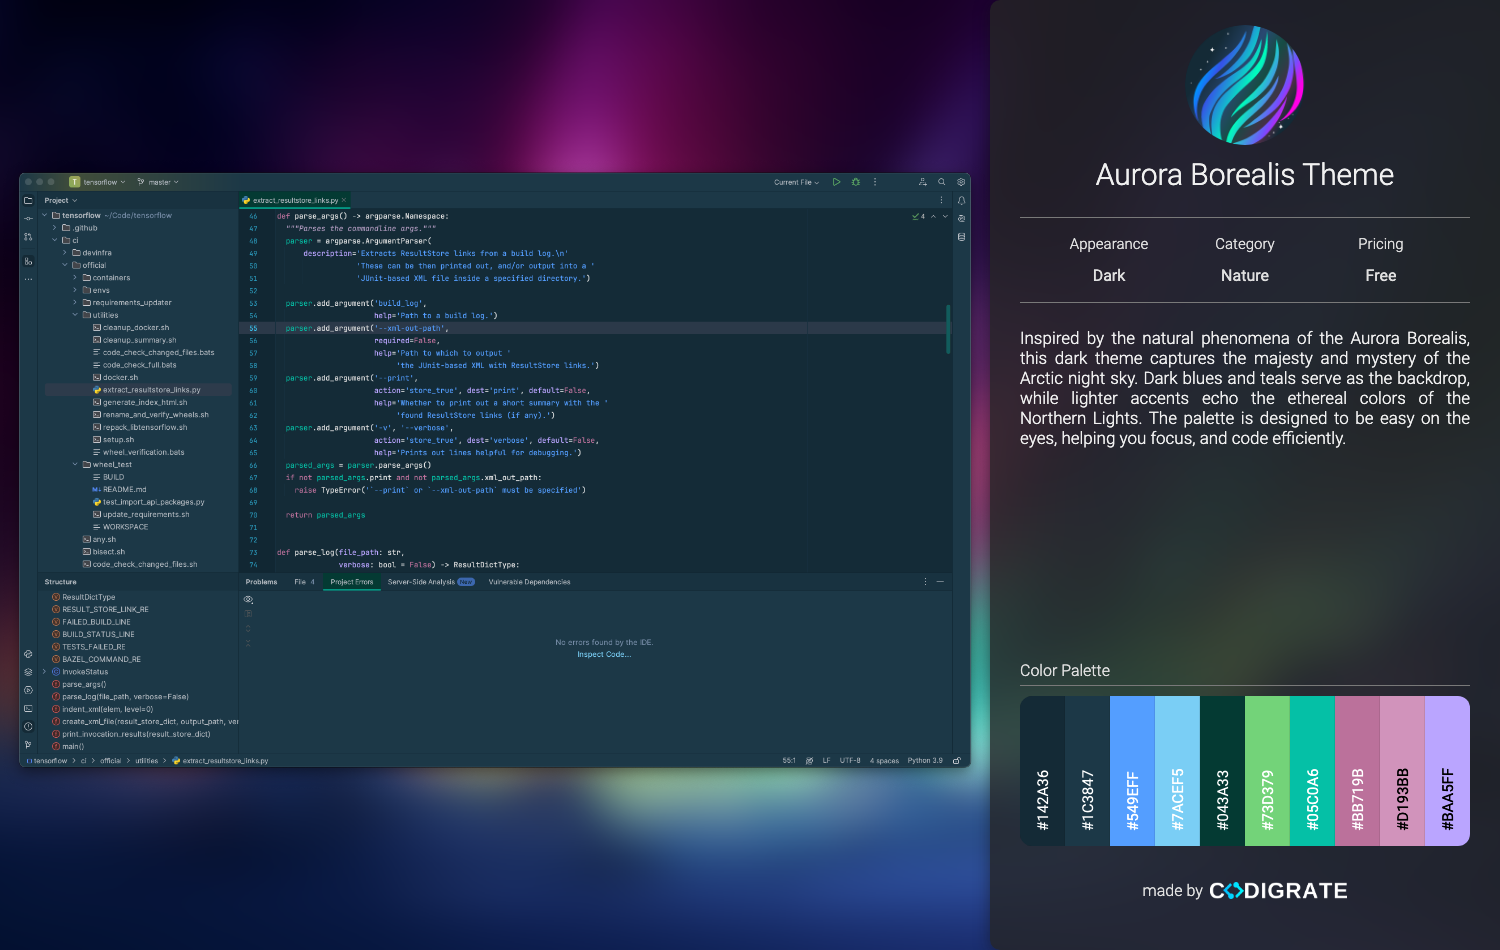 tensorflow
master
Current File
Project
extract_resultstore_links.py
tensorflow ~/Code/tensorflow
.github
ci
devinfra
official
containers
envs
requirements_updater
utilities
cleanup_docker.sh
cleanup_summary.sh
code_check_changed_files.bats
code_check_full.bats
docker.sh
extract_resultstore_links.py
generate_index_html.sh
rename_and_verify_wheels.sh
repack_libtensorflow.sh
setup.sh
wheel_verification.bats
wheel_test
BUILD
README.md
test_import_api_packages.py
update_requirements.sh
WORKSPACE
any.sh
bisect.sh
code_check_changed_files.sh
4
46 def parse_args() -> argparse.Namespace:
47 """Parses the commandline args."""
48 parser = argparse.ArgumentParser(
49 description='Extracts ResultStore links from a build log.\n'
50 'These can be then printed out, and/or output into a '
51 'JUnit-based XML file inside a specified directory.')
52
53 parser.add_argument('build_log',
54 help='Path to a build log.')
55 parser.add_argument('--xml-out-path',
56 required=False,
57 help='Path to which to output '
58 'the JUnit-based XML with ResultStore links.')
59 parser.add_argument('--print',
60 action='store_true', dest='print', default=False,
61 help='Whether to print out a short summary with the '
62 'found ResultStore links (if any).')
63 parser.add_argument('-v', '--verbose',
64 action='store_true', dest='verbose', default=False,
65 help='Prints out lines helpful for debugging.')
66 parsed_args = parser.parse_args()
67 if not parsed_args.print and not parsed_args.xml_out_path:
68 raise TypeError('`--print` or `--xml-out-path` must be specified')
69
70 return parsed_args
71
72
73 def parse_log(file_path: str,
74 verbose: bool = False) -> ResultDictType:
Structure
ResultDictType
RESULT_STORE_LINK_RE
FAILED_BUILD_LINE
BUILD_STATUS_LINE
TESTS_FAILED_RE
BAZEL_COMMAND_RE
InvokeStatus
parse_args()
parse_log(file_path, verbose=False)
indent_xml(elem, level=0)
create_xml_file(result_store_dict, output_path, ver
print_invocation_results(result_store_dict)
main()
Problems File 4 Project Errors Server-Side Analysis New Vulnerable Dependencies
No errors found by the IDE.
Inspect Code...
tensorflow > ci > official > utilities > extract_resultstore_links.py
55:1 LF UTF-8 4 spaces Python 3.9
Aurora Borealis Theme
Appearance Category Pricing
Dark Nature Free
Inspired by the natural phenomena of the Aurora Borealis,
this dark theme captures the majesty and mystery of the
Arctic night sky. Dark blues and teals serve as the backdrop,
while lighter accents echo the ethereal colors of the
Northern Lights. The palette is designed to be easy on the
eyes, helping you focus, and code efficiently.
Color Palette
#142A36
#1C3847
#549EFF
#7ACEF5
#043A33
#73D379
#05C0A6
#BB719B
#D193BB
#BAA5FF
made by CODIGRATE